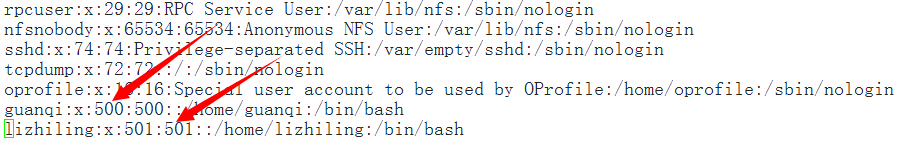 rpcuser:x:29:29:RPC Service User:/var/lib/nfs:/sbin/nologin
nfsnobody:x:65534:65534:Anonymous NFS User:/var/lib/nfs:/sbin/nologin
sshd:x:74:74:Privilege-separated SSH:/var/empty/sshd:/sbin/nologin
tcpdump:x:72:72::/:/sbin/nologin
oprofile:x:16:16:Special user account to be used by OProfile:/home/oprofile:/sbin/nologin
guanqi:x:500:500::/home/guanqi:/bin/bash
lizhiling:x:501:501::/home/lizhiling:/bin/bash